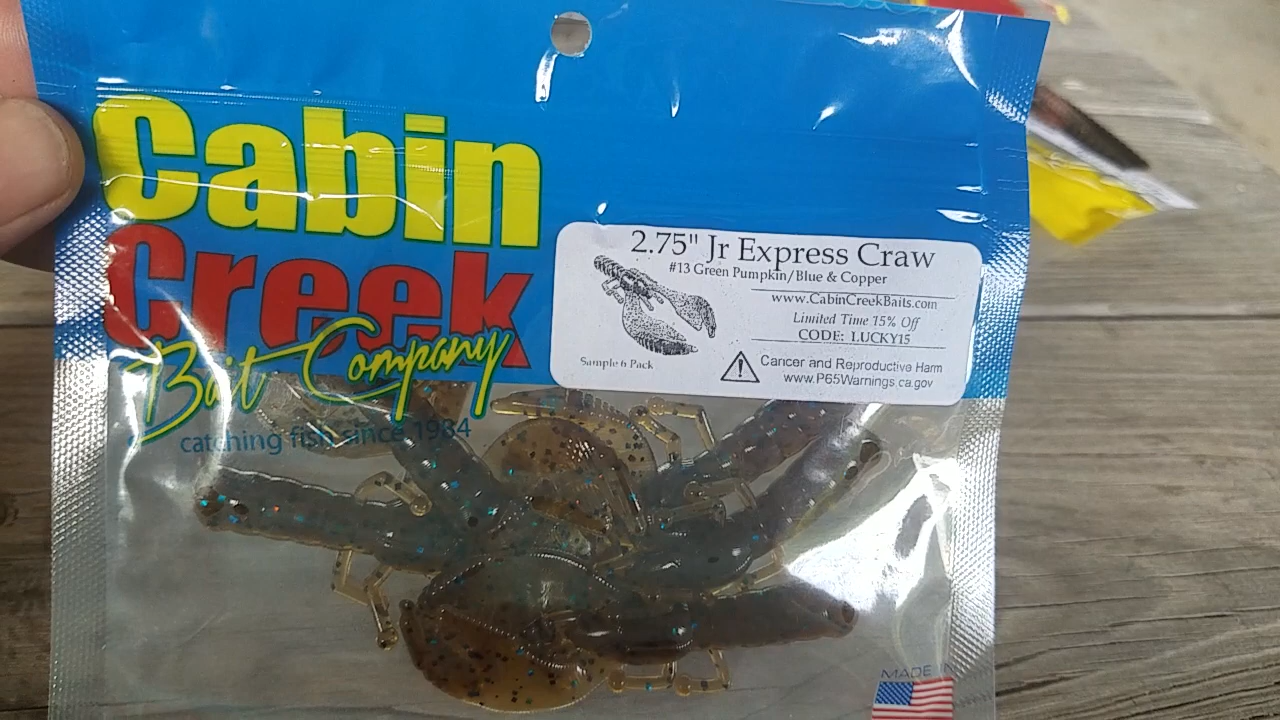 Cabin
Creek
Bait Company
catching fish since 1984
2.75" Jr Express Craw
#13 Green Pumpkin/Blue & Copper
www.CabinCreekBaits.com
Limited Time 15% Off
CODE: LUCKY15
Sample 6 Pack
Cancer and Reproductive Harm
www.P65Warnings.ca.gov
MADE IN